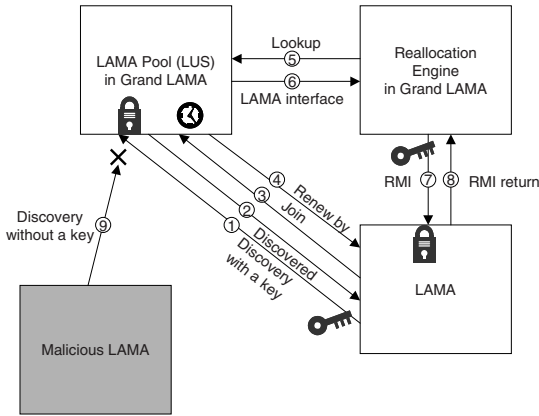 LAMA Pool (LUS)
in Grand LAMA
Lookup
5
6
LAMA interface
Reallocation
Engine
in Grand LAMA
4
Renew by
3
Join
2
Discovered
1
Discovery
with a key
RMI
7
8
RMI return
Discovery
without a key
9
LAMA
Malicious LAMA